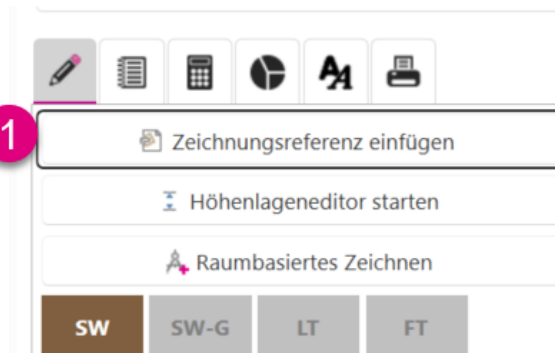 1
Zeichnungsreferenz einfügen
Höhenlageneditor starten
Raumbasiertes Zeichnen
SW SW-G LT FT